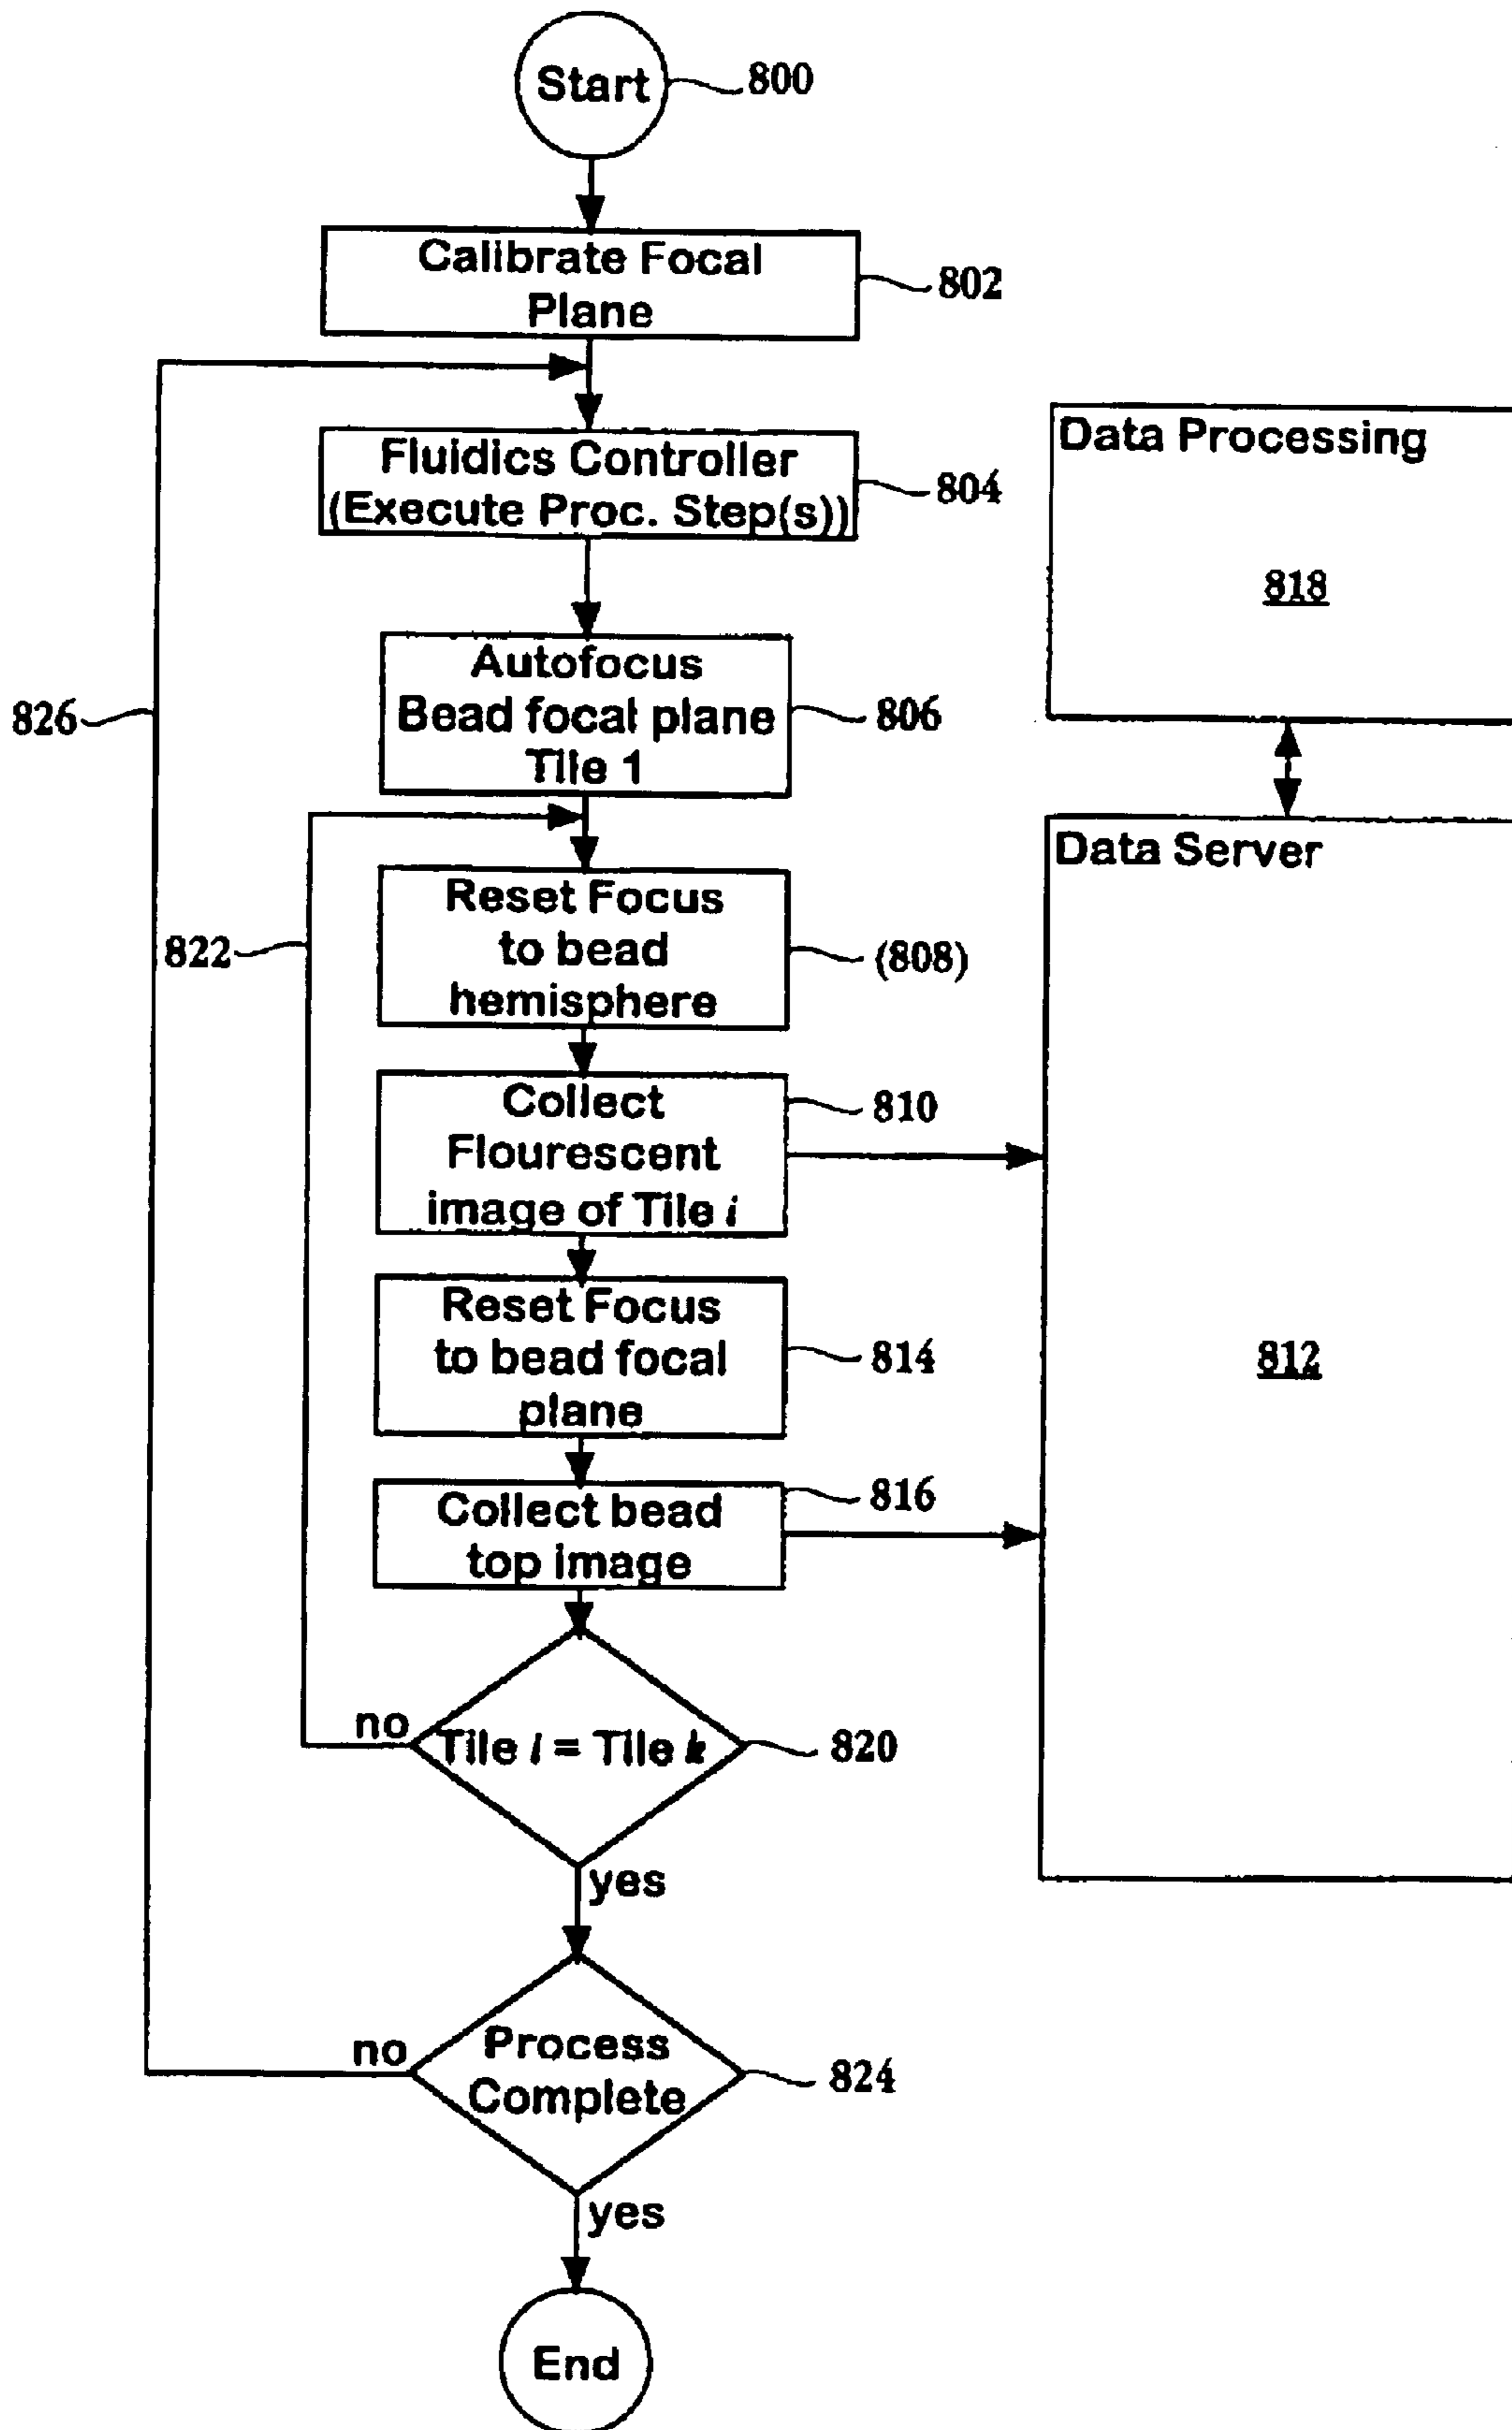 Start
800
Calibrate Focal
Plane
802
Fluidics Controller
(Execute Proc. Step(s))
804
Data Processing
818
Autofocus
Bead focal plane
Tile 1
806
826
Data Server
812
Reset Focus
to bead
hemisphere
(808)
822
Collect
Flourescent
image of Tile i
810
Reset Focus
to bead focal
plane
814
Collect bead
top image
816
no
Tile i = Tile k
820
yes
no
Process
Complete
824
yes
End